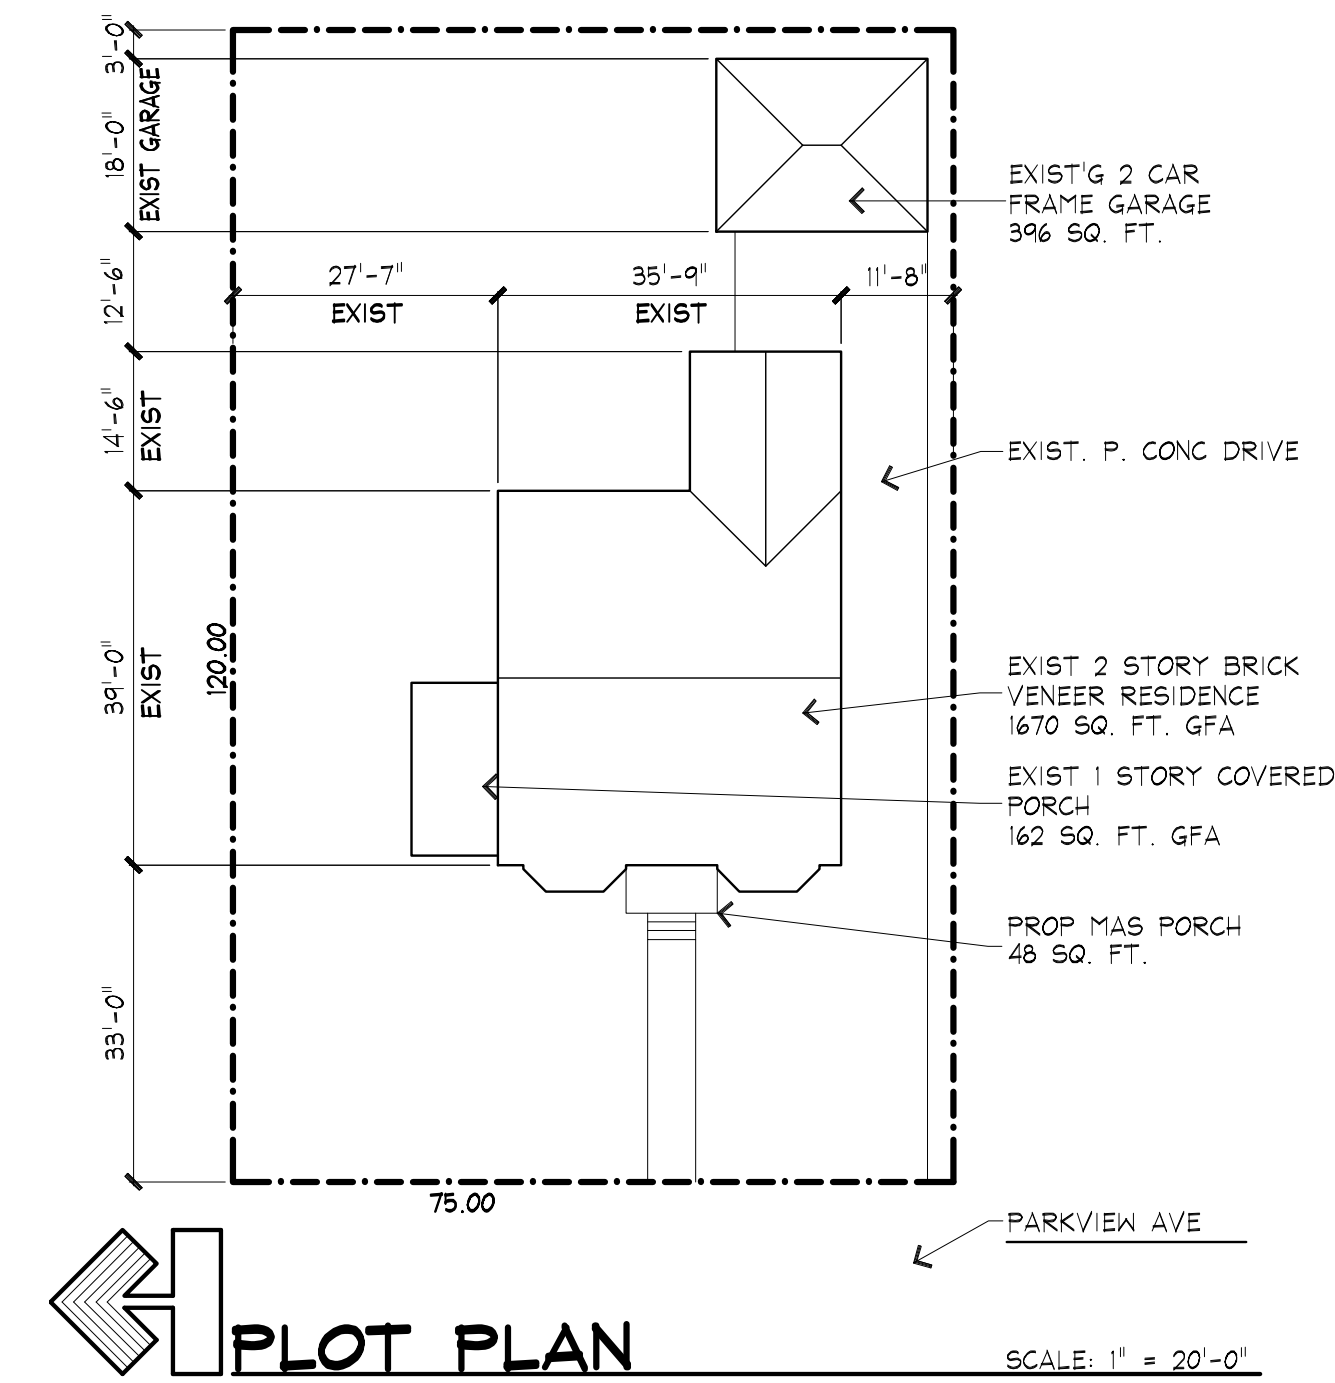 3'-0"
18'-0"
EXIST GARAGE
EXIST'G 2 CAR
FRAME GARAGE
396 SQ. FT.
12'-6"
27'-7"
EXIST
35'-9"
EXIST
11'-8"
14'-6"
EXIST
EXIST. P. CONC DRIVE
39'-0"
EXIST
120.00
EXIST 2 STORY BRICK
VENEER RESIDENCE
1670 SQ. FT. GFA
EXIST 1 STORY COVERED
PORCH
162 SQ. FT. GFA
PROP MAS PORCH
48 SQ. FT.
33'-0"
75.00
PARKVIEW AVE
PLOT PLAN
SCALE: 1" = 20'-0"